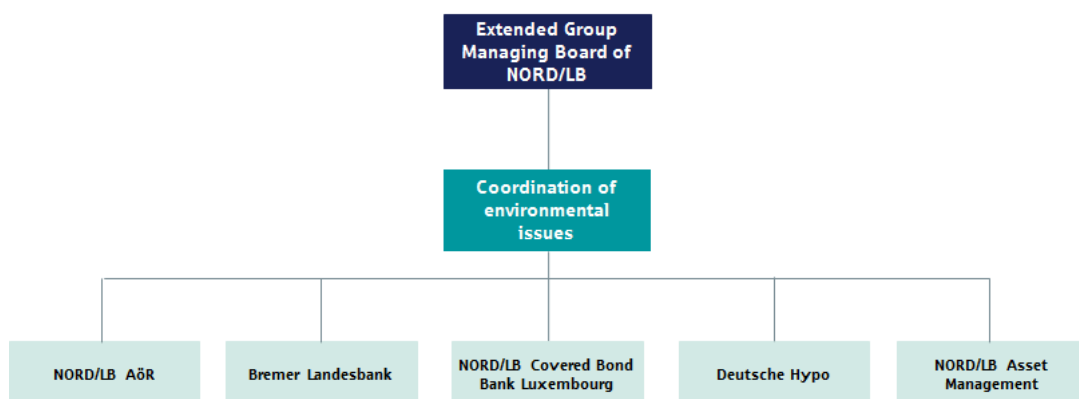 Extended Group
Managing Board of
NORD/LB
Coordination of
environmental
issues
NORD/LB AöR
Bremer Landesbank
NORD/LB Covered Bond
Bank Luxembourg
Deutsche Hypo
NORD/LB Asset
Management